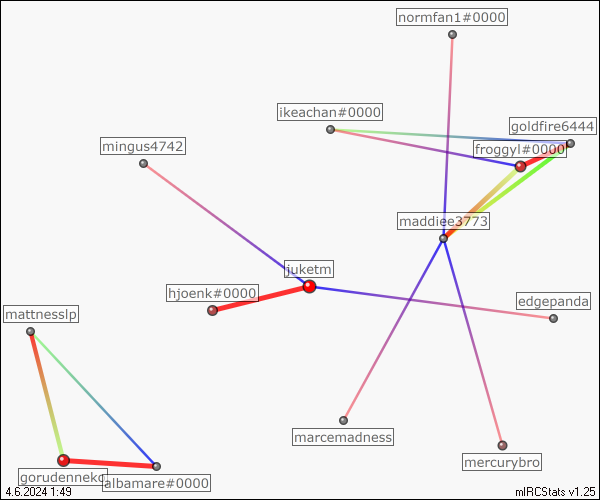 normfan1#0000
ikeachan#0000
goldfire6444
mingus4742
froggyl#0000
maddiee3773
juketm
hjoenk#0000
edgepanda
mattnesslp
marcemadness
mercurybro
gorudennekc
albamare#0000
4.6.2024 1:49
mIRCStats v1.25